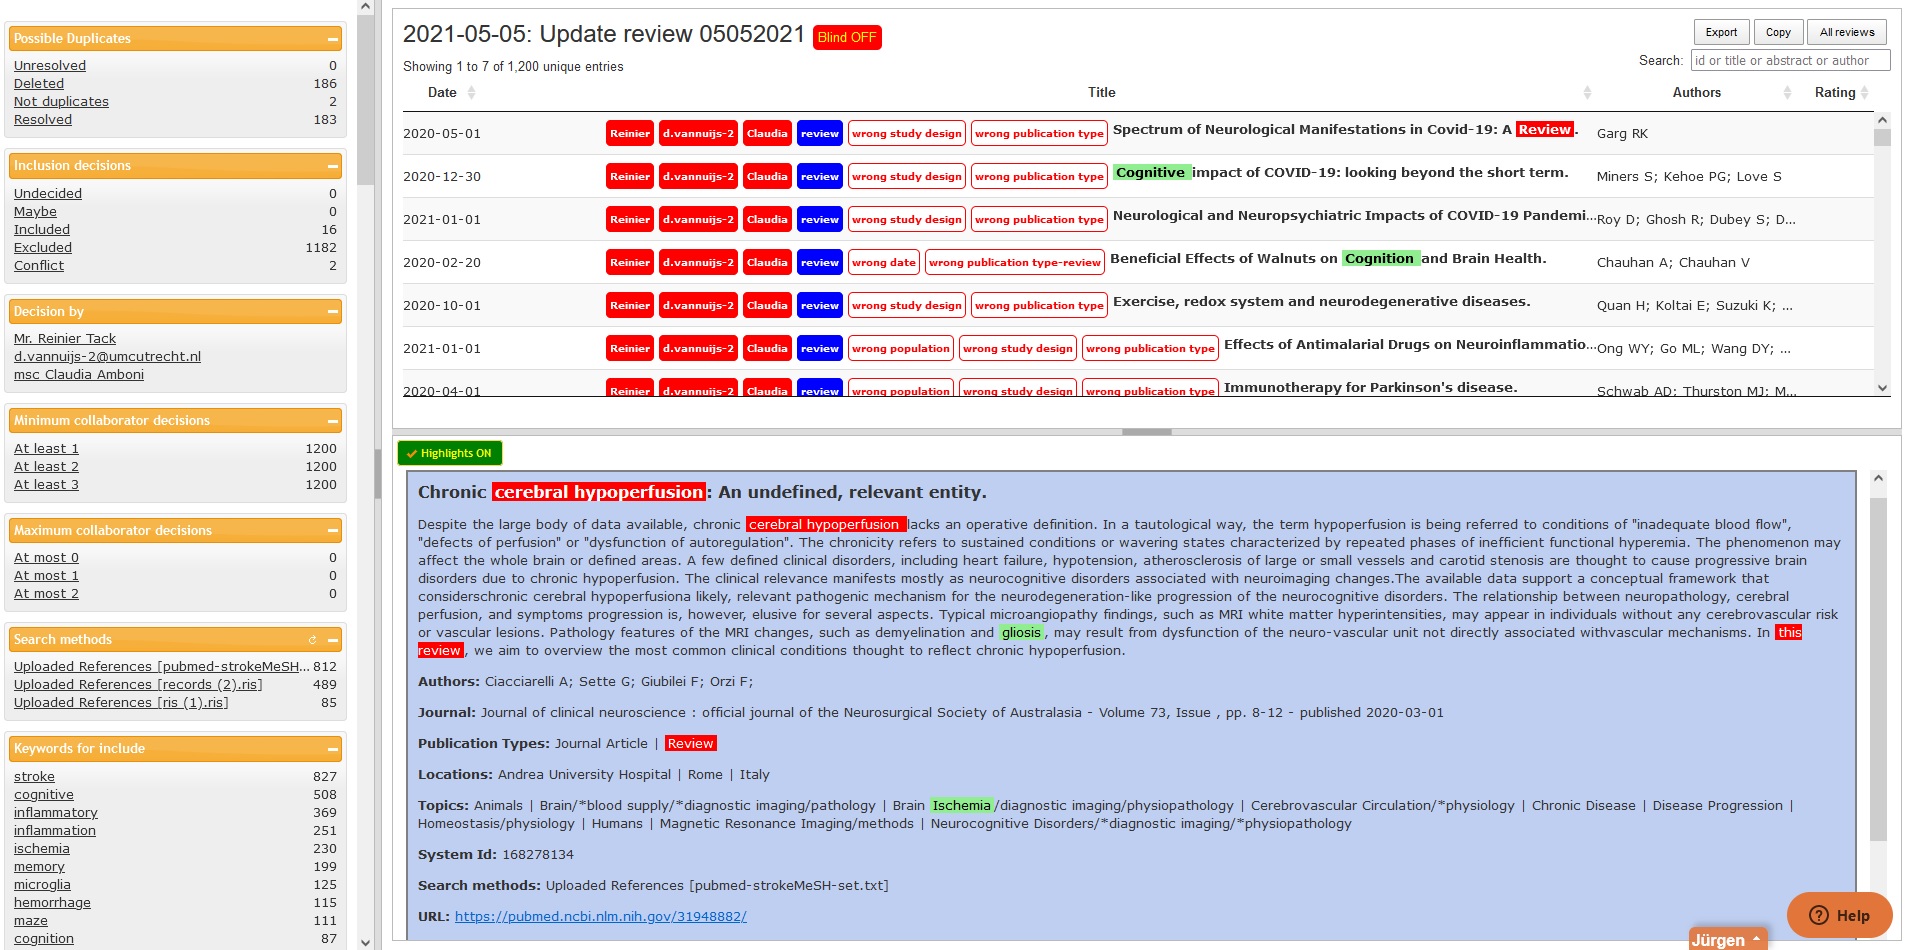 Possible Duplicates
Unresolved 0
Deleted 186
Not duplicates 2
Resolved 183
Inclusion decisions
Undecided 0
Maybe 0
Included 16
Excluded 1182
Conflict 2
Decision by
Mr. Reinier Tack
d.vannuijs-2@umcutrecht.nl
msc Claudia Amboni
Minimum collaborator decisions
At least 1 1200
At least 2 1200
At least 3 1200
Maximum collaborator decisions
At most 0 0
At most 1 0
At most 2 0
Search methods
Uploaded References [pubmed-strokeMeSH... 812
Uploaded References [records (2).ris] 489
Uploaded References [ris (1).ris] 85
Keywords for include
stroke 827
cognitive 508
inflammatory 369
inflammation 251
ischemia 230
memory 199
microglia 125
hemorrhage 115
maze 111
cognition 87
2021-05-05: Update review 05052021 Blind OFF
Export Copy All reviews
Showing 1 to 7 of 1,200 unique entries
Search: id or title or abstract or author
Date Title Authors Rating
2020-05-01 Reinier d.vannuijs-2 Claudia review wrong study design wrong publication type Spectrum of Neurological Manifestations in Covid-19: A Review. Garg RK
2020-12-30 Reinier d.vannuijs-2 Claudia review wrong study design wrong publication type Cognitive impact of COVID-19: looking beyond the short term. Miners S; Kehoe PG; Love S
2021-01-01 Reinier d.vannuijs-2 Claudia review wrong study design wrong publication type Neurological and Neuropsychiatric Impacts of COVID-19 Pandemi... Roy D; Ghosh R; Dubey S; D...
2020-02-20 Reinier d.vannuijs-2 Claudia review wrong date wrong publication type-review Beneficial Effects of Walnuts on Cognition and Brain Health. Chauhan A; Chauhan V
2020-10-01 Reinier d.vannuijs-2 Claudia review wrong study design wrong publication type Exercise, redox system and neurodegenerative diseases. Quan H; Koltai E; Suzuki K; ...
2021-01-01 Reinier d.vannuijs-2 Claudia review wrong population wrong study design wrong publication type Effects of Antimalarial Drugs on Neuroinflammatio... Ong WY; Go ML; Wang DY; ...
2020-04-01 Reinier d.vannuijs-2 Claudia review wrong population wrong study design wrong publication type Immunotherapy for Parkinson's disease. Schwab AD; Thurston MJ; M...
Highlights ON
Chronic cerebral hypoperfusion: An undefined, relevant entity.
Despite the large body of data available, chronic cerebral hypoperfusion lacks an operative definition. In a tautological way, the term hypoperfusion is being referred to conditions of "inadequate blood flow",
"defects of perfusion" or "dysfunction of autoregulation". The chronicity refers to sustained conditions or wavering states characterized by repeated phases of inefficient functional hyperemia. The phenomenon may
affect the whole brain or defined areas. A few defined clinical disorders, including heart failure, hypotension, atherosclerosis of large or small vessels and carotid stenosis are thought to cause progressive brain
disorders due to chronic hypoperfusion. The clinical relevance manifests mostly as neurocognitive disorders associated with neuroimaging changes.The available data support a conceptual framework that
considerschronic cerebral hypoperfusiona likely, relevant pathogenic mechanism for the neurodegeneration-like progression of the neurocognitive disorders. The relationship between neuropathology, cerebral
perfusion, and symptoms progression is, however, elusive for several aspects. Typical microangiopathy findings, such as MRI white matter hyperintensities, may appear in individuals without any cerebrovascular risk
or vascular lesions. Pathology features of the MRI changes, such as demyelination and gliosis, may result from dysfunction of the neuro-vascular unit not directly associated withvascular mechanisms. In this
review, we aim to overview the most common clinical conditions thought to reflect chronic hypoperfusion.
Authors: Ciacciarelli A; Sette G; Giubilei F; Orzi F;
Journal: Journal of clinical neuroscience : official journal of the Neurosurgical Society of Australasia - Volume 73, Issue , pp. 8-12 - published 2020-03-01
Publication Types: Journal Article | Review
Locations: Andrea University Hospital | Rome | Italy
Topics: Animals | Brain/*blood supply/*diagnostic imaging/pathology | Brain Ischemia/diagnostic imaging/physiopathology | Cerebrovascular Circulation/*physiology | Chronic Disease | Disease Progression |
Homeostasis/physiology | Humans | Magnetic Resonance Imaging/methods | Neurocognitive Disorders/*diagnostic imaging/*physiopathology
System Id: 168278134
Search methods: Uploaded References [pubmed-strokeMeSH-set.txt]
URL: https://pubmed.ncbi.nlm.nih.gov/31948882/
Help
Jürgen